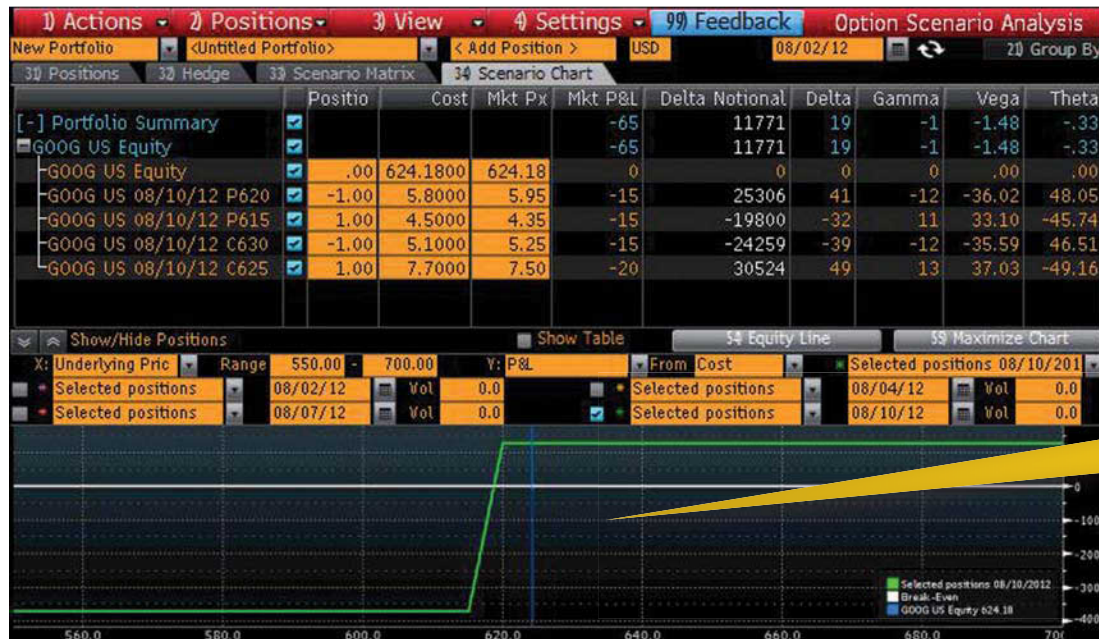 1) Actions 2) Positions 3) View 4) Settings 99) Feedback Option Scenario Analysis
New Portfolio <Untitled Portfolio> < Add Position > USD 08/02/12 21) Group By
31) Positions 32) Hedge 33) Scenario Matrix 34) Scenario Chart
Positio Cost Mkt Px Mkt P&L Delta Notional Delta Gamma Vega Theta
[-] Portfolio Summary -65 11771 19 -1 -1.48 -.33
GOOG US Equity -65 11771 19 -1 -1.48 -.33
GOOG US Equity .00 624.1800 624.18 0 0 0 0 .00 .00
GOOG US 08/10/12 P620 -1.00 5.8000 5.95 -15 25306 41 -12 -36.02 48.05
GOOG US 08/10/12 P615 1.00 4.5000 4.35 -15 -19800 -32 11 33.10 -45.74
GOOG US 08/10/12 C630 -1.00 5.1000 5.25 -15 -24259 -39 -12 -35.59 46.51
GOOG US 08/10/12 C625 1.00 7.7000 7.50 -20 30524 49 13 37.03 -49.16
Show/Hide Positions Show Table 54) Equity Line 55) Maximize Chart
X: Underlying Pric Range 550.00 - 700.00 Y: P&L From Cost Selected positions 08/10/201
Selected positions 08/02/12 Vol 0.0 Selected positions 08/04/12 Vol 0.0
Selected positions 08/07/12 Vol 0.0 Selected positions 08/10/12 Vol 0.0
0
-100
-200
-300
-400
Selected positions 08/10/2012
Break-Even
GOOG US Equity 624.18
560.0 580.0 600.0 620.0 640.0 660.0 680.0 700